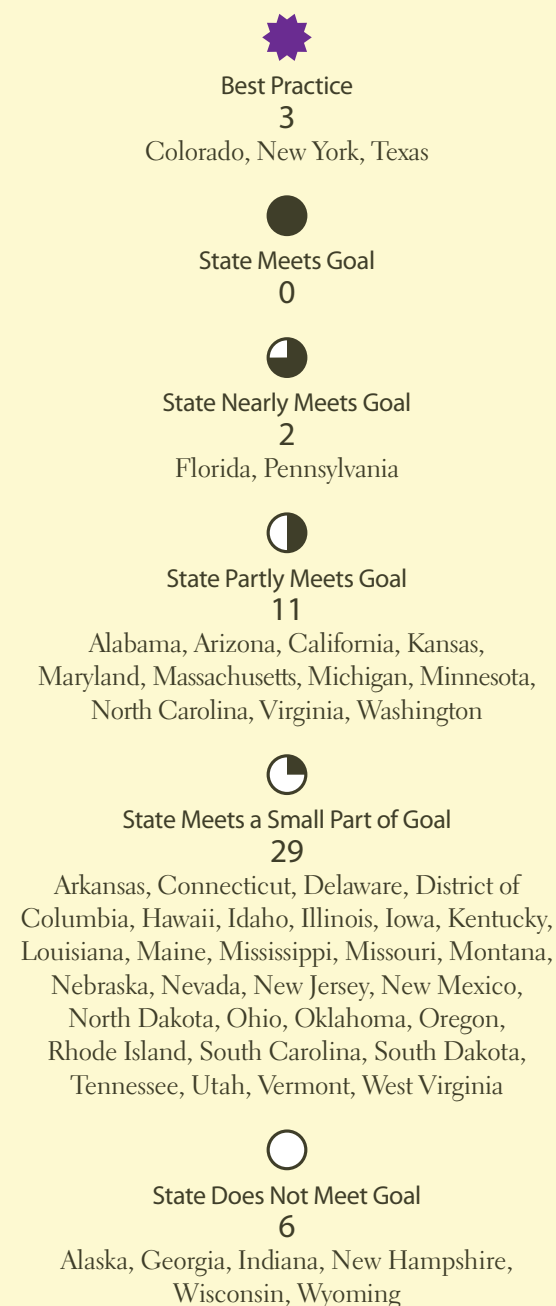 Best Practice
3
Colorado, New York, Texas
State Meets Goal
0
State Nearly Meets Goal
2
Florida, Pennsylvania
State Partly Meets Goal
11
Alabama, Arizona, California, Kansas,
Maryland, Massachusetts, Michigan, Minnesota,
North Carolina, Virginia, Washington
State Meets a Small Part of Goal
29
Arkansas, Connecticut, Delaware, District of
Columbia, Hawaii, Idaho, Illinois, Iowa, Kentucky,
Louisiana, Maine, Mississippi, Missouri, Montana,
Nebraska, Nevada, New Jersey, New Mexico,
North Dakota, Ohio, Oklahoma, Oregon,
Rhode Island, South Carolina, South Dakota,
Tennessee, Utah, Vermont, West Virginia
State Does Not Meet Goal
6
Alaska, Georgia, Indiana, New Hampshire,
Wisconsin, Wyoming